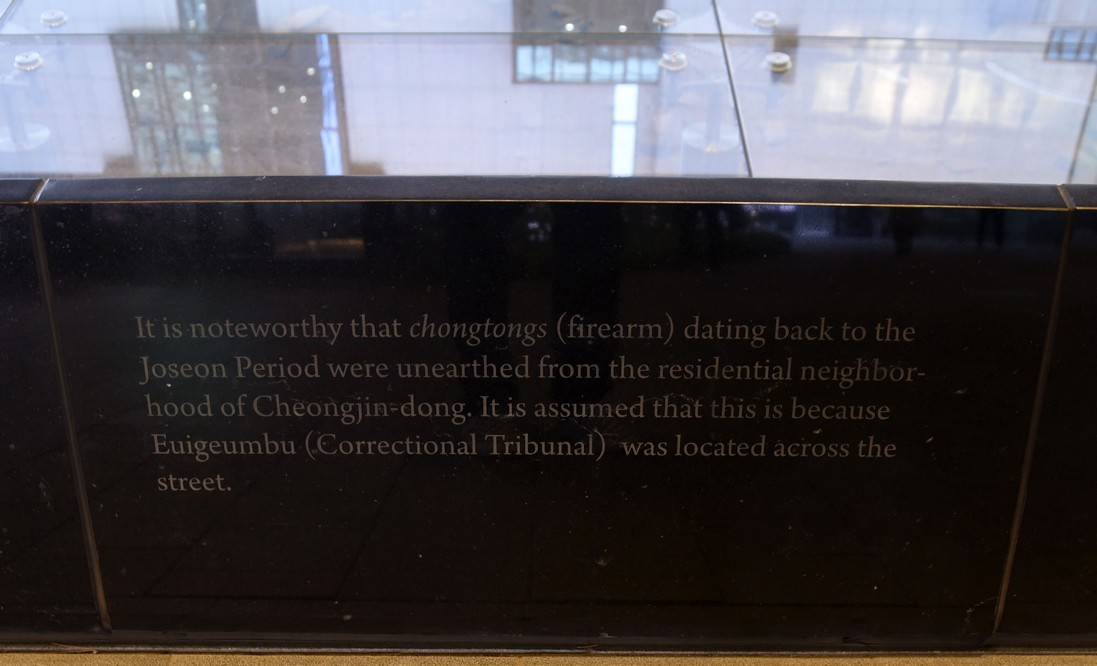 It is noteworthy that chongtongs (firearm) dating back to the
Joseon Period were unearthed from the residential neighbor-
hood of Cheongjin-dong. It is assumed that this is because
Euigeumbu (Correctional Tribunal) was located across the
street.